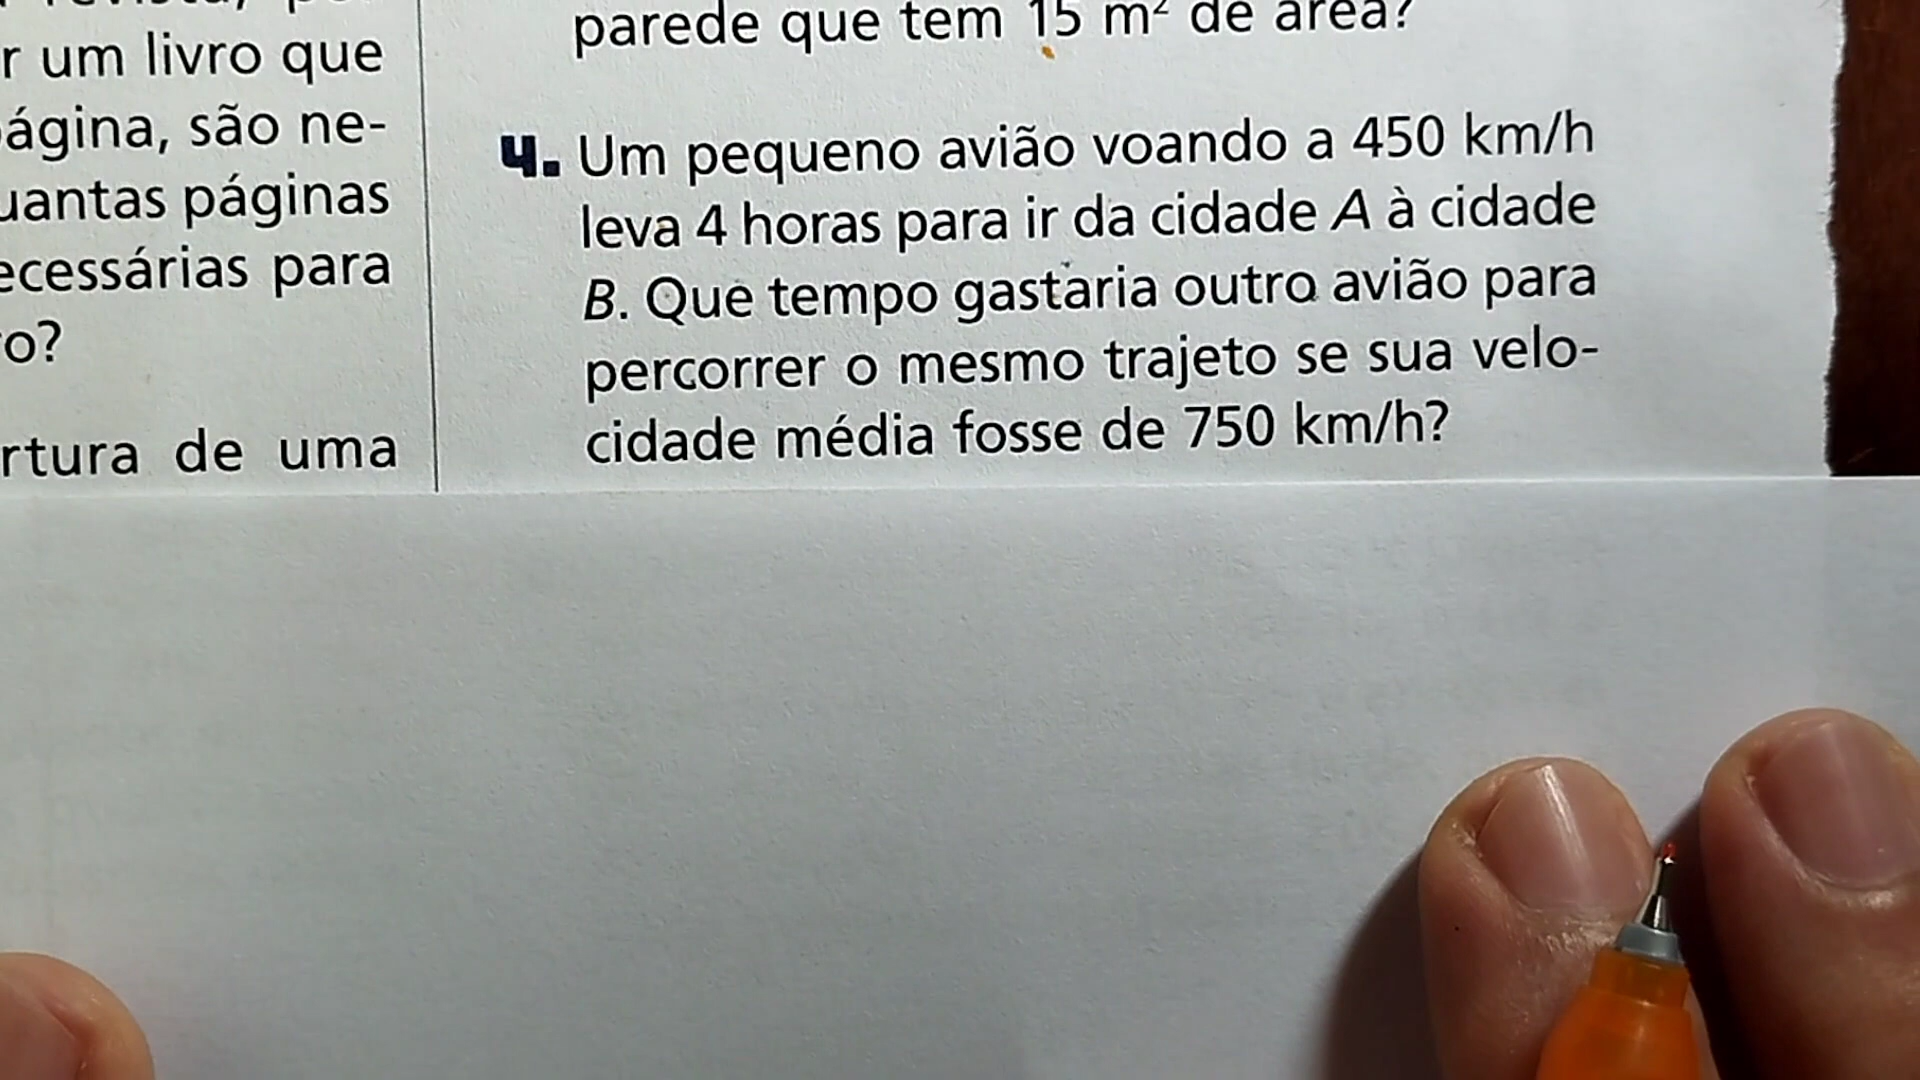 r um livro que
ágina, são ne-
uantas páginas
ecessárias para
ro?
rtura de uma
parede que tem 15 m² de área?
4. Um pequeno avião voando a 450 km/h
leva 4 horas para ir da cidade A à cidade
B. Que tempo gastaria outro avião para
percorrer o mesmo trajeto se sua velo-
cidade média fosse de 750 km/h?